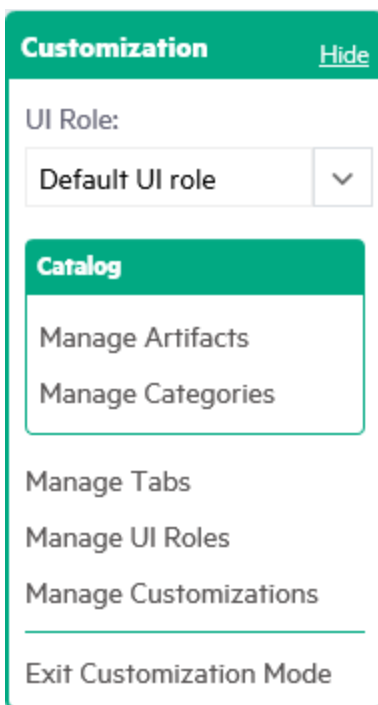 Customization
Hide
UI Role:
Default UI role
Catalog
Manage Artifacts
Manage Categories
Manage Tabs
Manage UI Roles
Manage Customizations
Exit Customization Mode